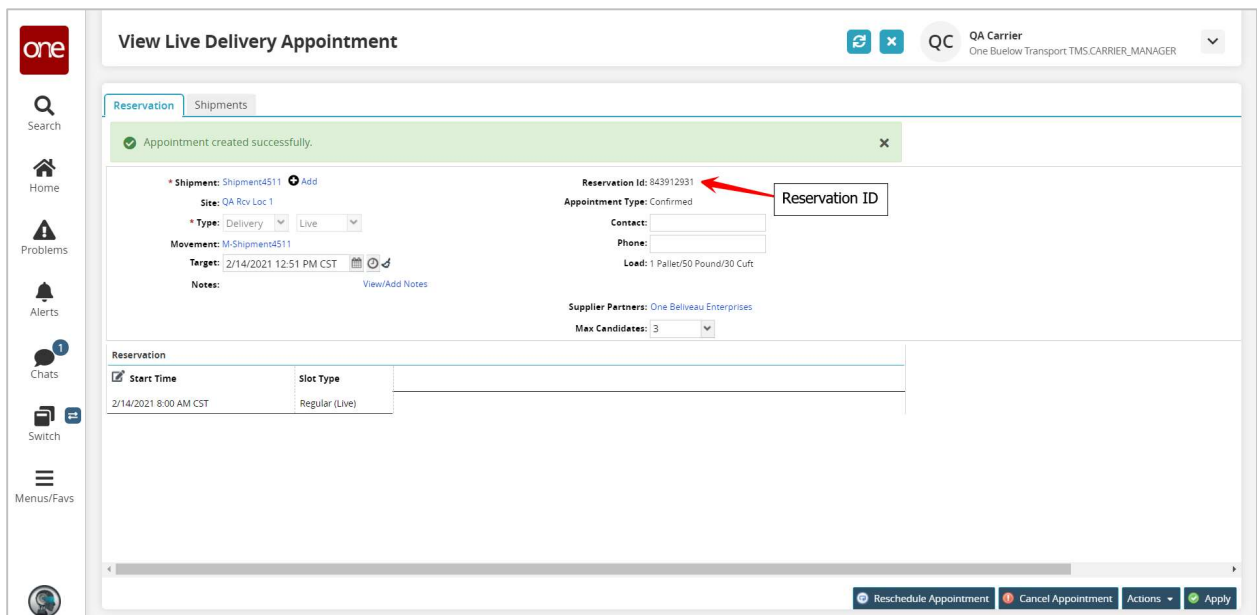 one
View Live Delivery Appointment
QC
QA Carrier
One Buelow Transport TMS.CARRIER_MANAGER
Search
Home
Problems
Alerts
1
Chats
Switch
Menus/Favs
Reservation
Shipments
Appointment created successfully.
* Shipment: Shipment4511 Add
Site: QA Rcv Loc 1
* Type: Delivery Live
Movement: M-Shipment4511
Target: 2/14/2021 12:51 PM CST
Notes: View/Add Notes
Reservation Id: 843912931
Reservation ID
Appointment Type: Confirmed
Contact:
Phone:
Load: 1 Pallet/50 Pound/30 Cuft
Supplier Partners: One Beliveau Enterprises
Max Candidates: 3
Reservation
Start Time Slot Type
2/14/2021 8:00 AM CST Regular (Live)
Reschedule Appointment Cancel Appointment Actions Apply